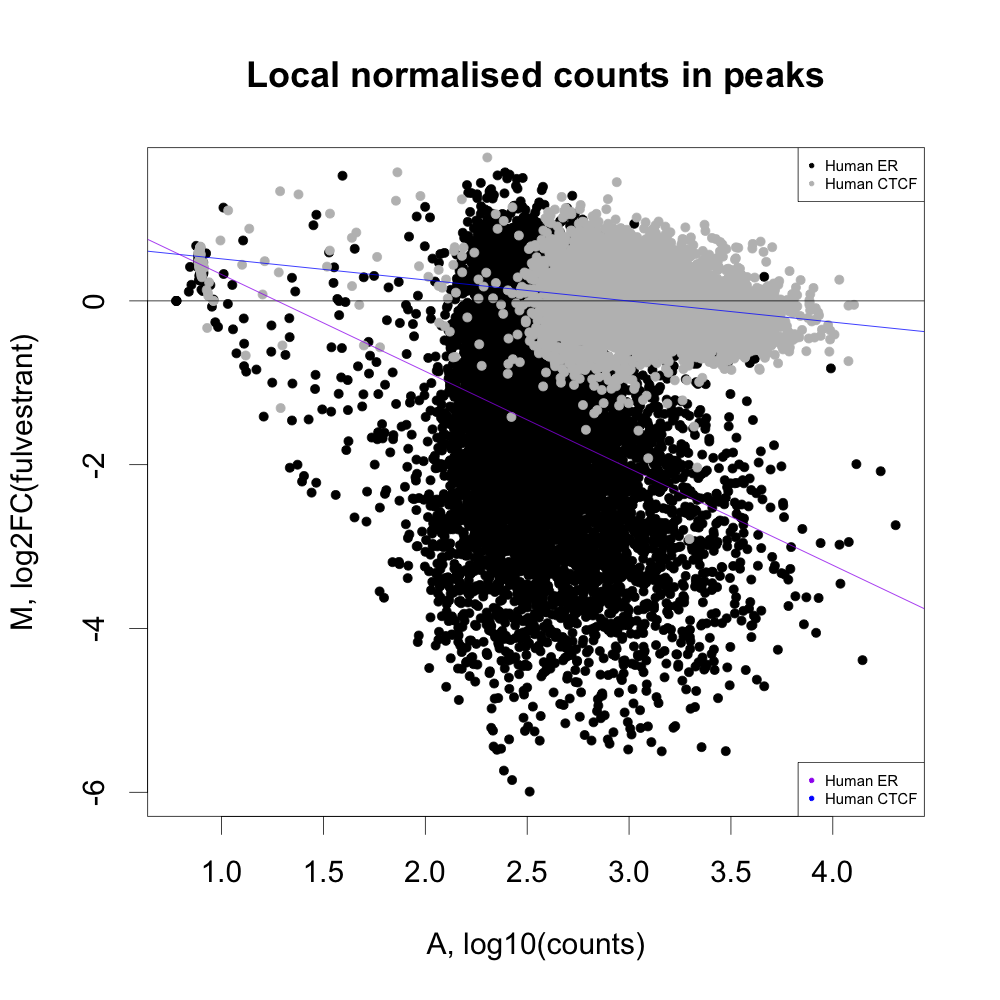 Local normalised counts in peaks
Human ER
Human CTCF
M, log2FC(fulvestrant)
0
-2
-4
-6
Human ER
Human CTCF
1.0 1.5 2.0 2.5 3.0 3.5 4.0
A, log10(counts)